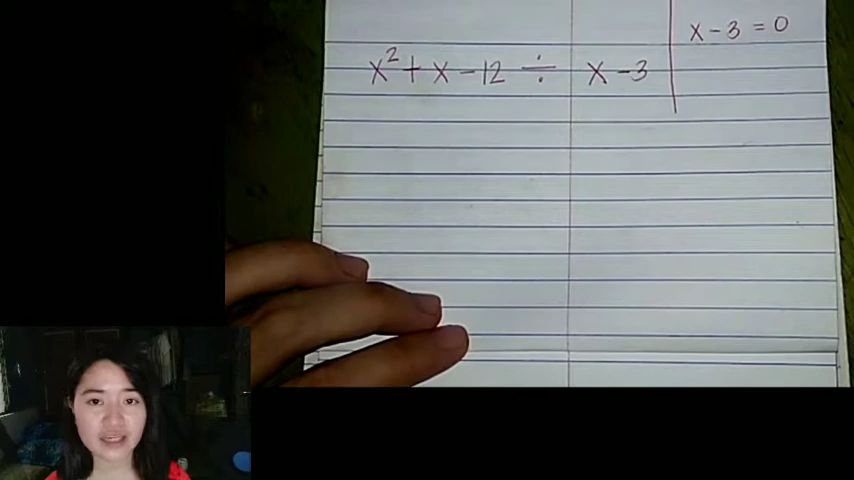 x² + x - 12 ÷ x - 3
x - 3 = 0